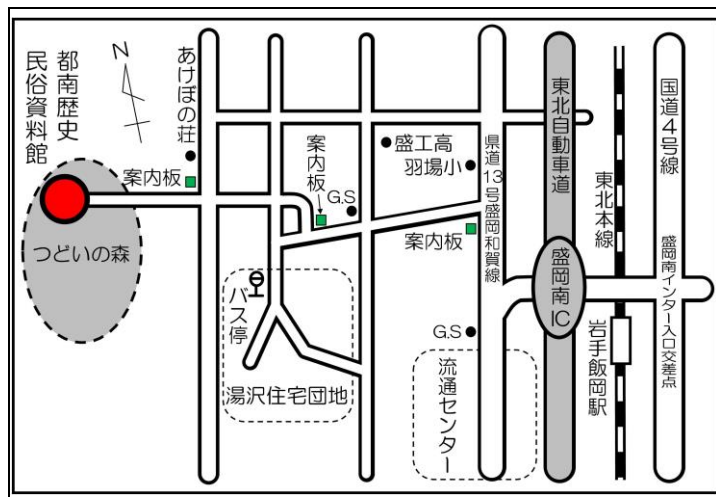 都南歴史
民俗資料館
N
あけぼの荘
案内板
つどいの森
案内板
G.S
盛工高
羽場小
県道13号盛岡和賀線
案内板
東北自動車道
東北本線
国道4号線
盛岡南IC
盛岡南インター入口交差点
岩手飯岡駅
バス停
湯沢住宅団地
G.S
流通センター